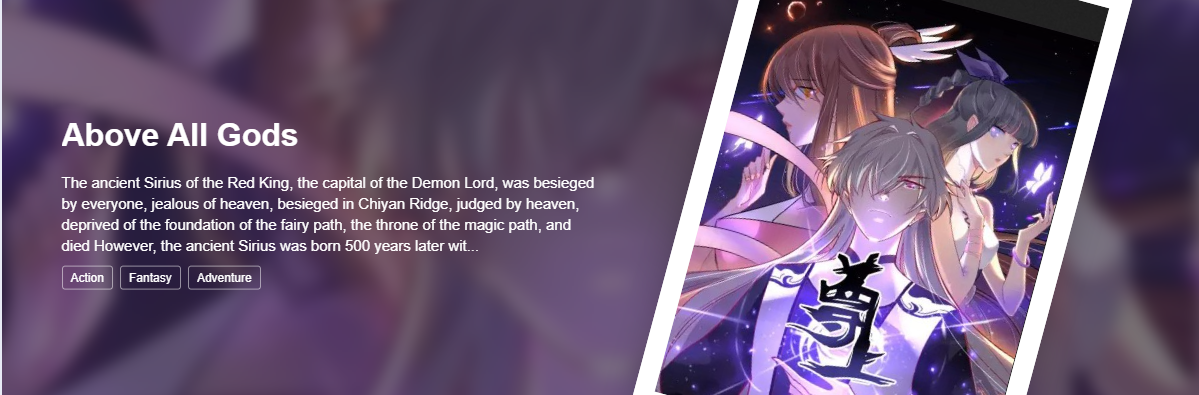 Above All Gods
The ancient Sirius of the Red King, the capital of the Demon Lord, was besieged
by everyone, jealous of heaven, besieged in Chiyan Ridge, judged by heaven,
deprived of the foundation of the fairy path, the throne of the magic path, and
died However, the ancient Sirius was born 500 years later wit...
Action
Fantasy
Adventure
尊上